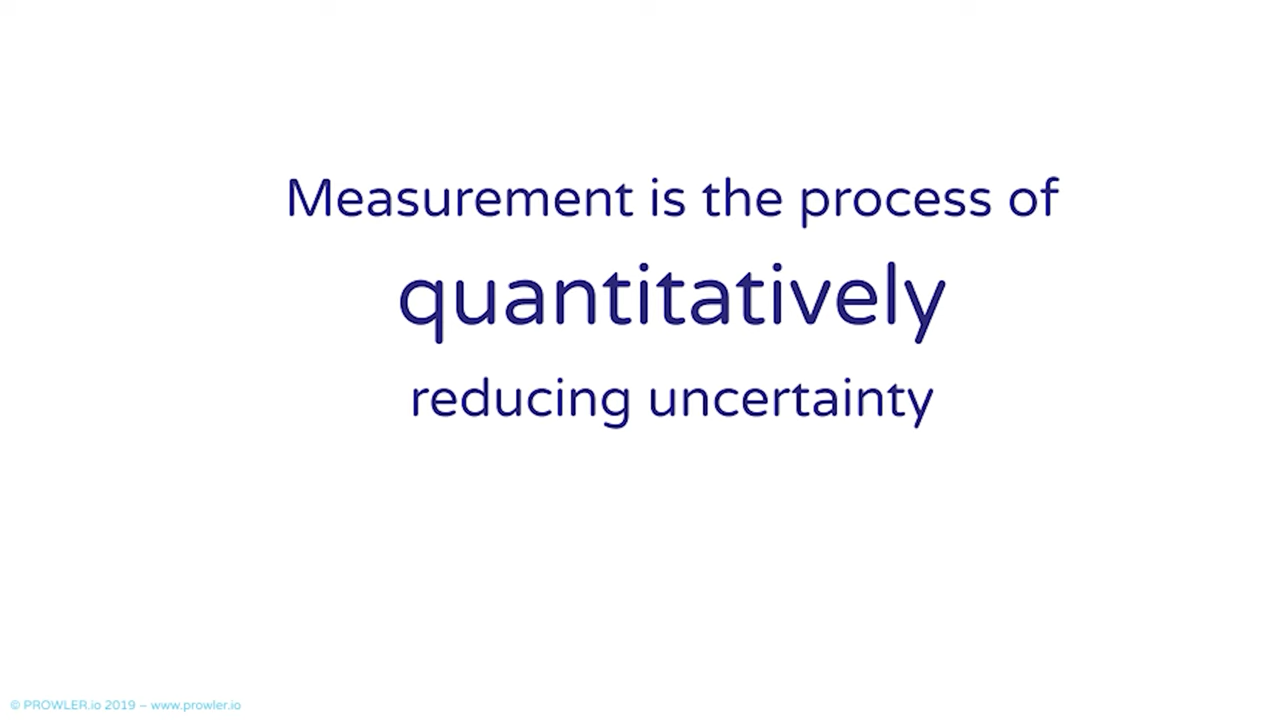 Measurement is the process of
quantitatively
reducing uncertainty
© PROWLER.io 2019 – www.prowler.io